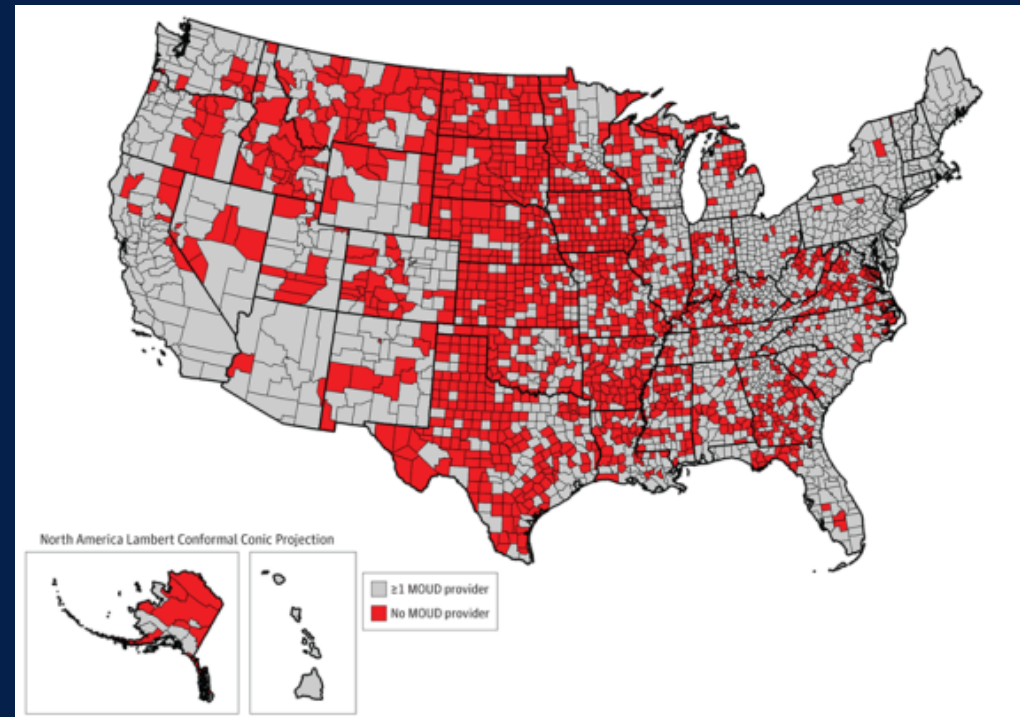 North America Lambert Conformal Conic Projection
≥1 MOUD provider
No MOUD provider